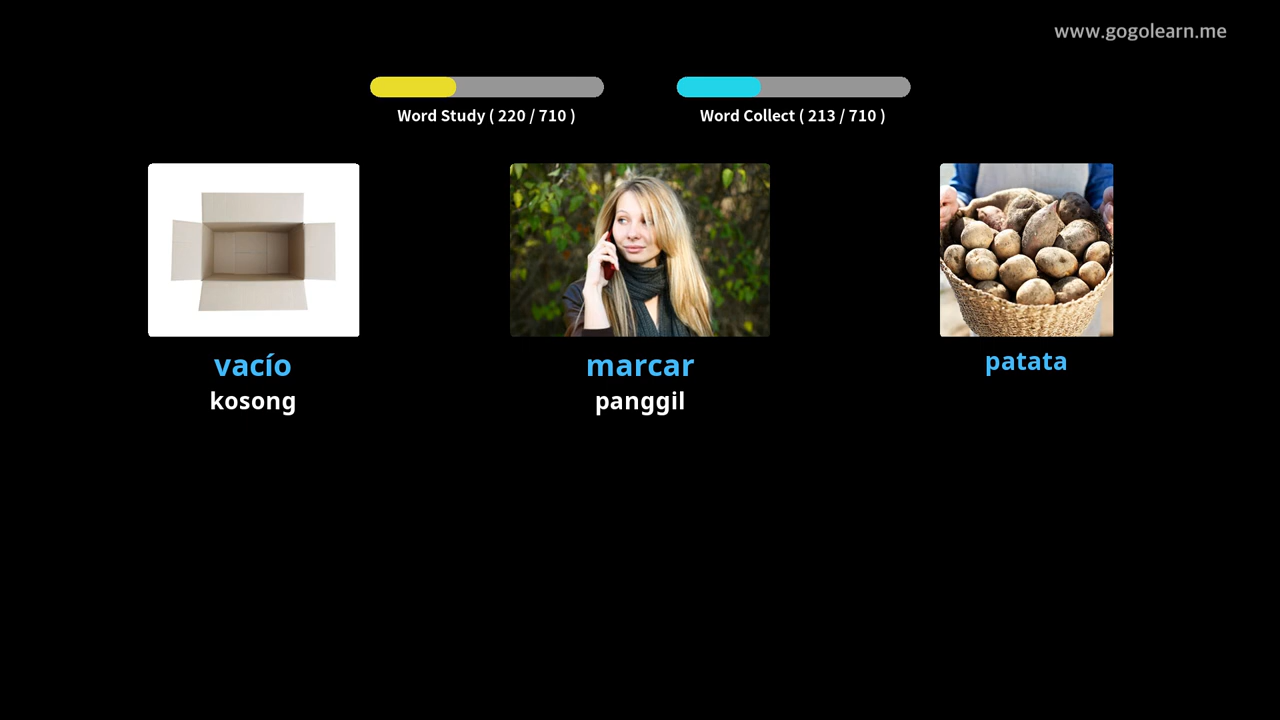 www.gogolearn.me
Word Study ( 220 / 710 )
Word Collect ( 213 / 710 )
vacío
kosong
marcar
panggil
patata